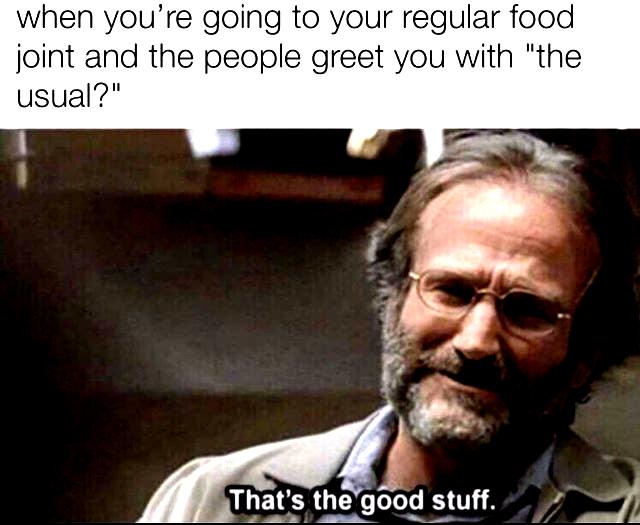 when you’re going to your regular food
joint and the people greet you with "the
usual?"
That's the good stuff.